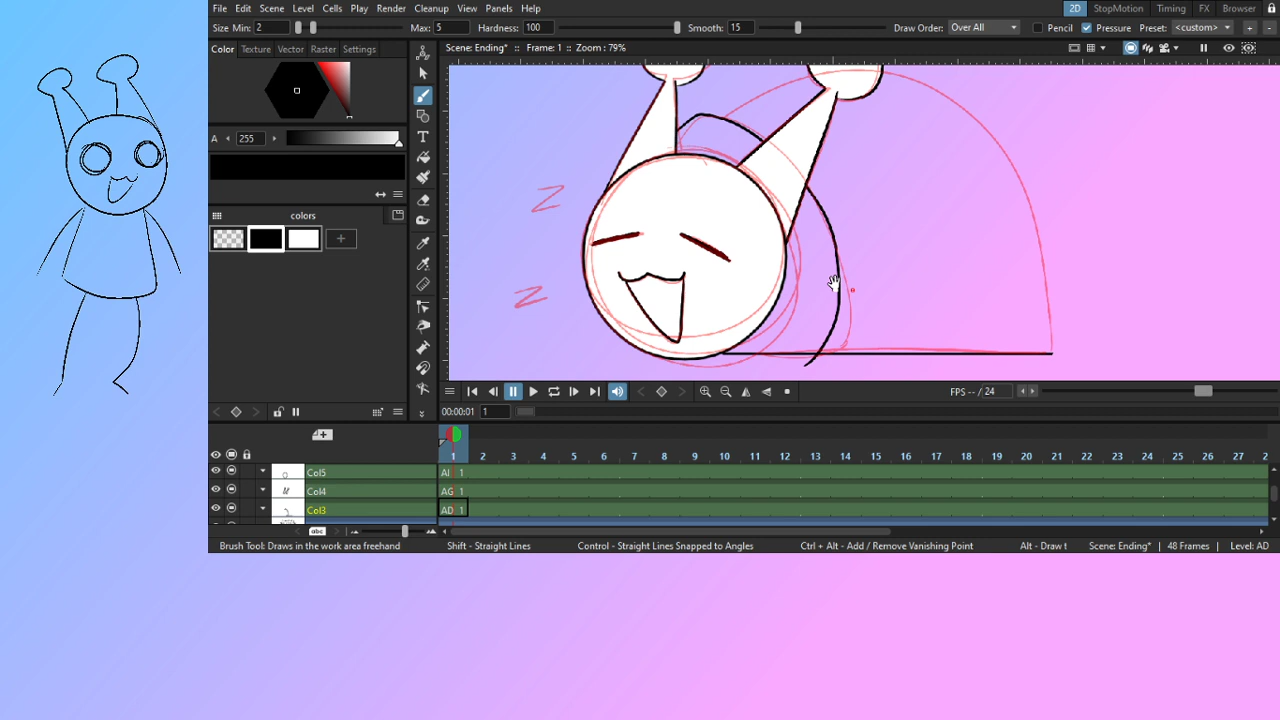 File Edit Scene Level Cells Play Render Cleanup View Panels Help 2D StopMotion Timing FX Browser
Size Min: 2 Max: 5 Hardness: 100 Smooth: 15 Draw Order: Over All Pencil Pressure Preset: <custom> + -
Color Texture Vector Raster Settings
Scene: Ending* :: Frame: 1 :: Zoom : 79%
A 255
colors
Z
Z
FPS -- / 24
00:00:01 1
1 2 3 4 5 6 7 8 9 10 11 12 13 14 15 16 17 18 19 20 21 22 23 24 25 26 27 2
Col5 1
Col4 AG 1
Col3 AD 1
abc
Brush Tool: Draws in the work area freehand Shift - Straight Lines Control - Straight Lines Snapped to Angles Ctrl + Alt - Add / Remove Vanishing Point Alt - Draw t Scene: Ending* 48 Frames Level: AD